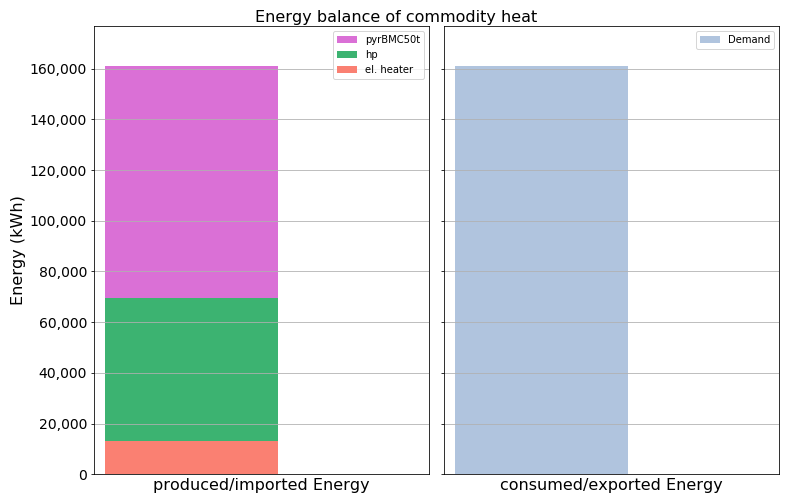 Energy balance of commodity heat
Energy (kWh)
160,000
140,000
120,000
100,000
80,000
60,000
40,000
20,000
0
pyrBMC50t
hp
el. heater
produced/imported Energy
Demand
consumed/exported Energy